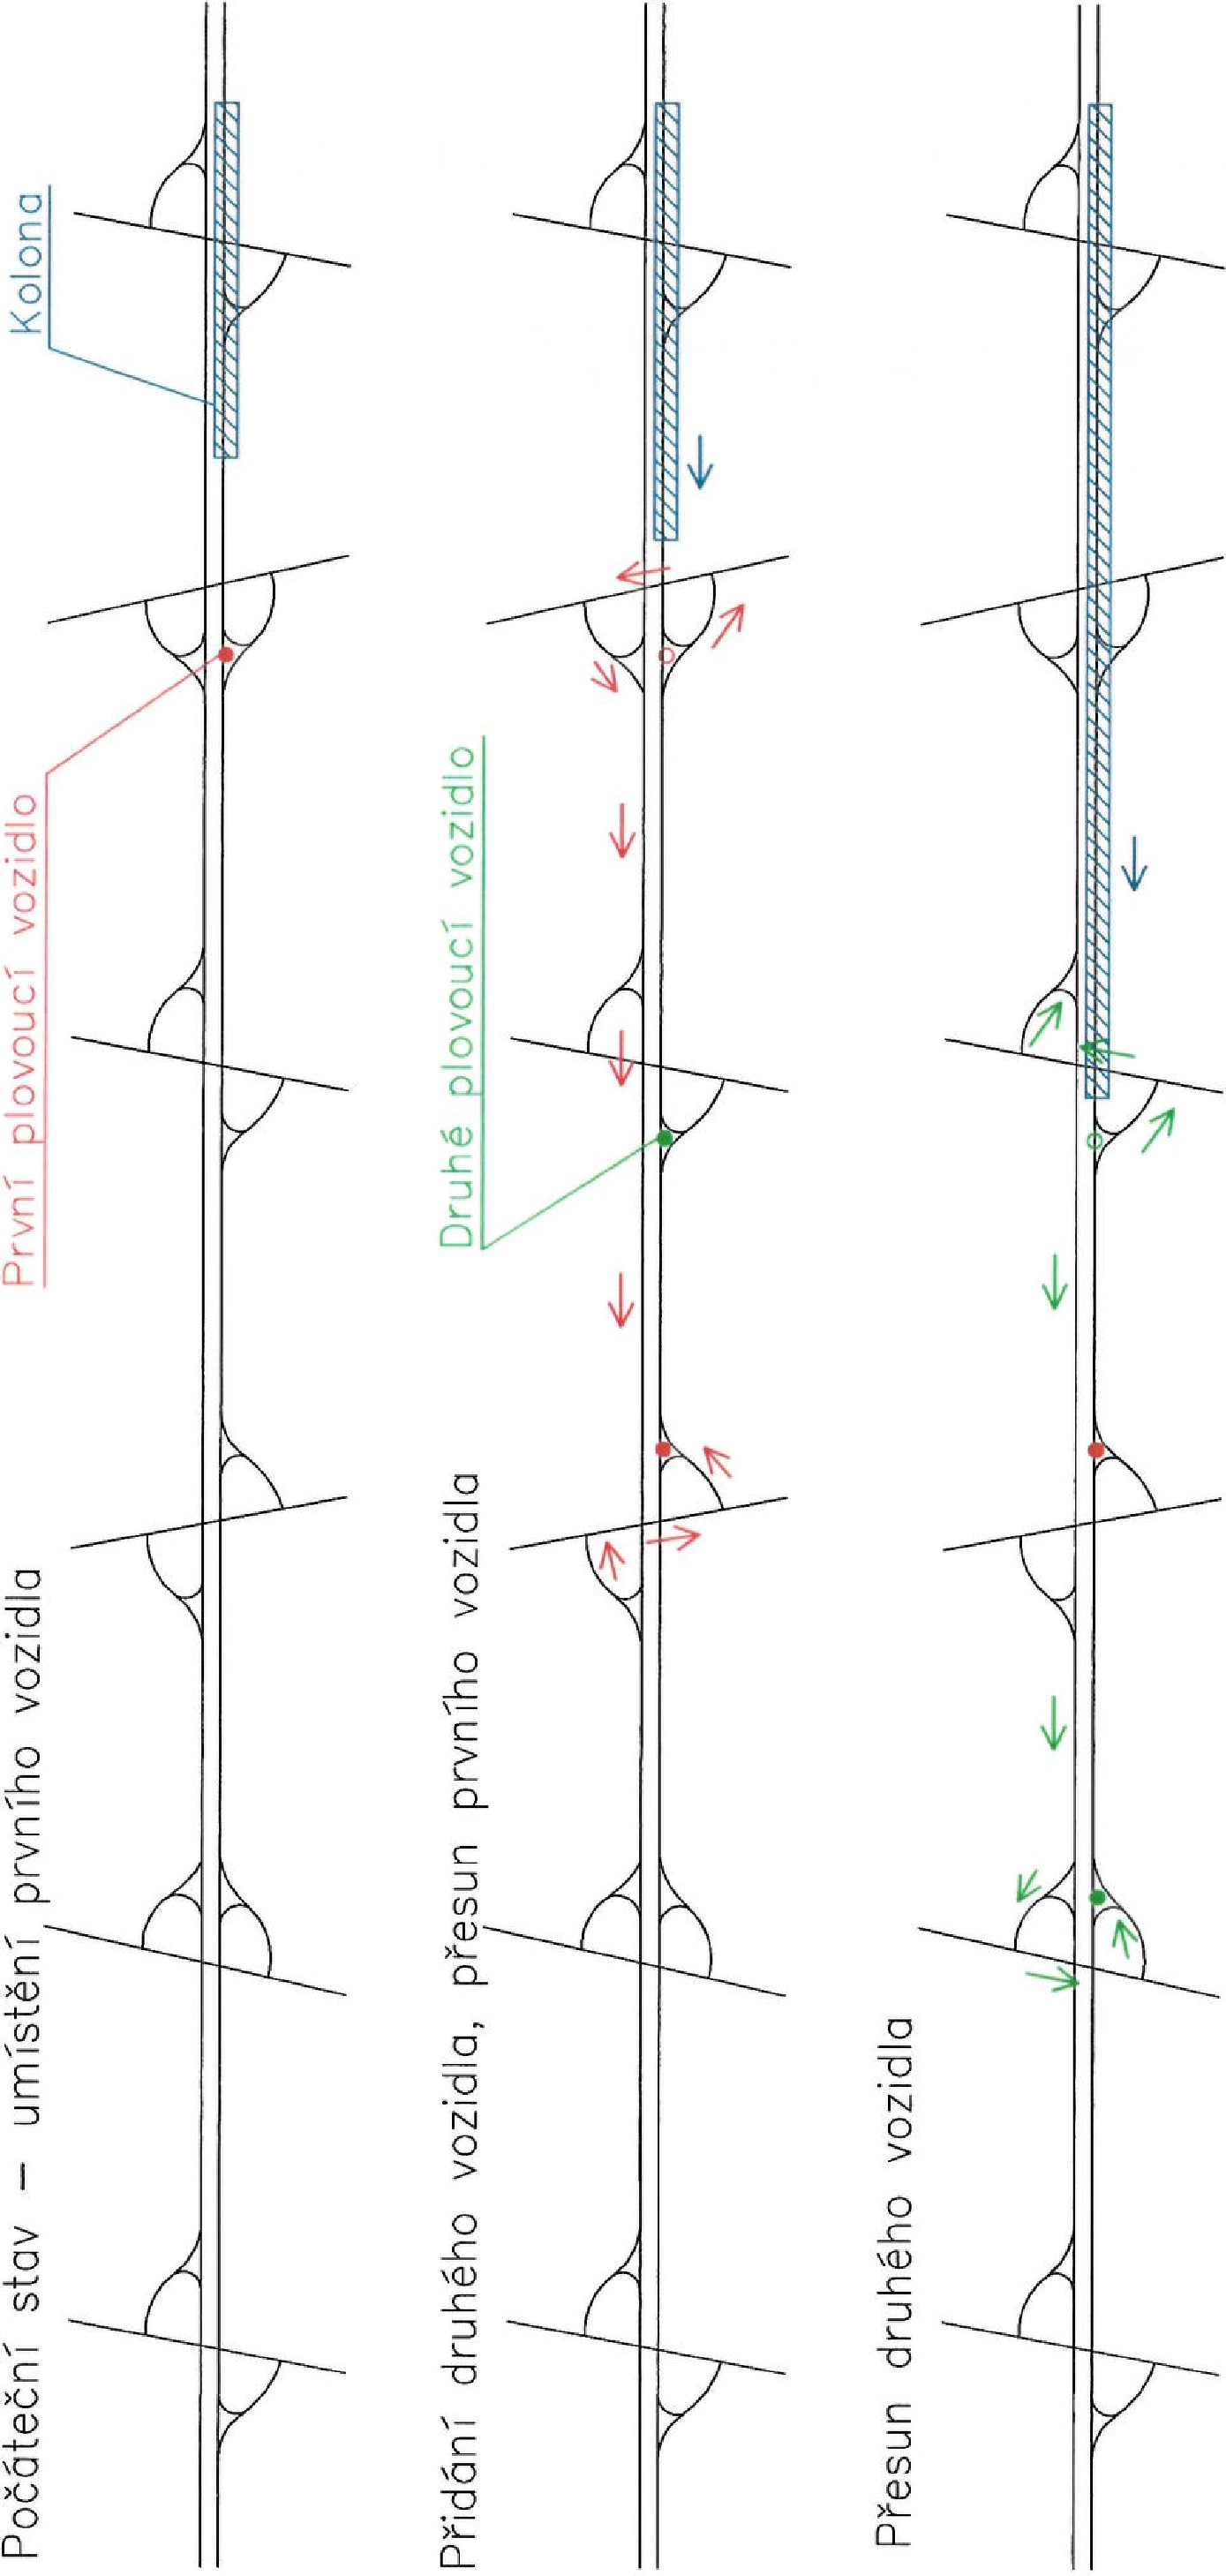 Počáteční stav – umístění prvního vozidla
První plovoucí vozidlo
Kolona
Přidání druhého vozidla, přesun prvního vozidla
Druhé plovoucí vozidlo
Přesun druhého vozidla